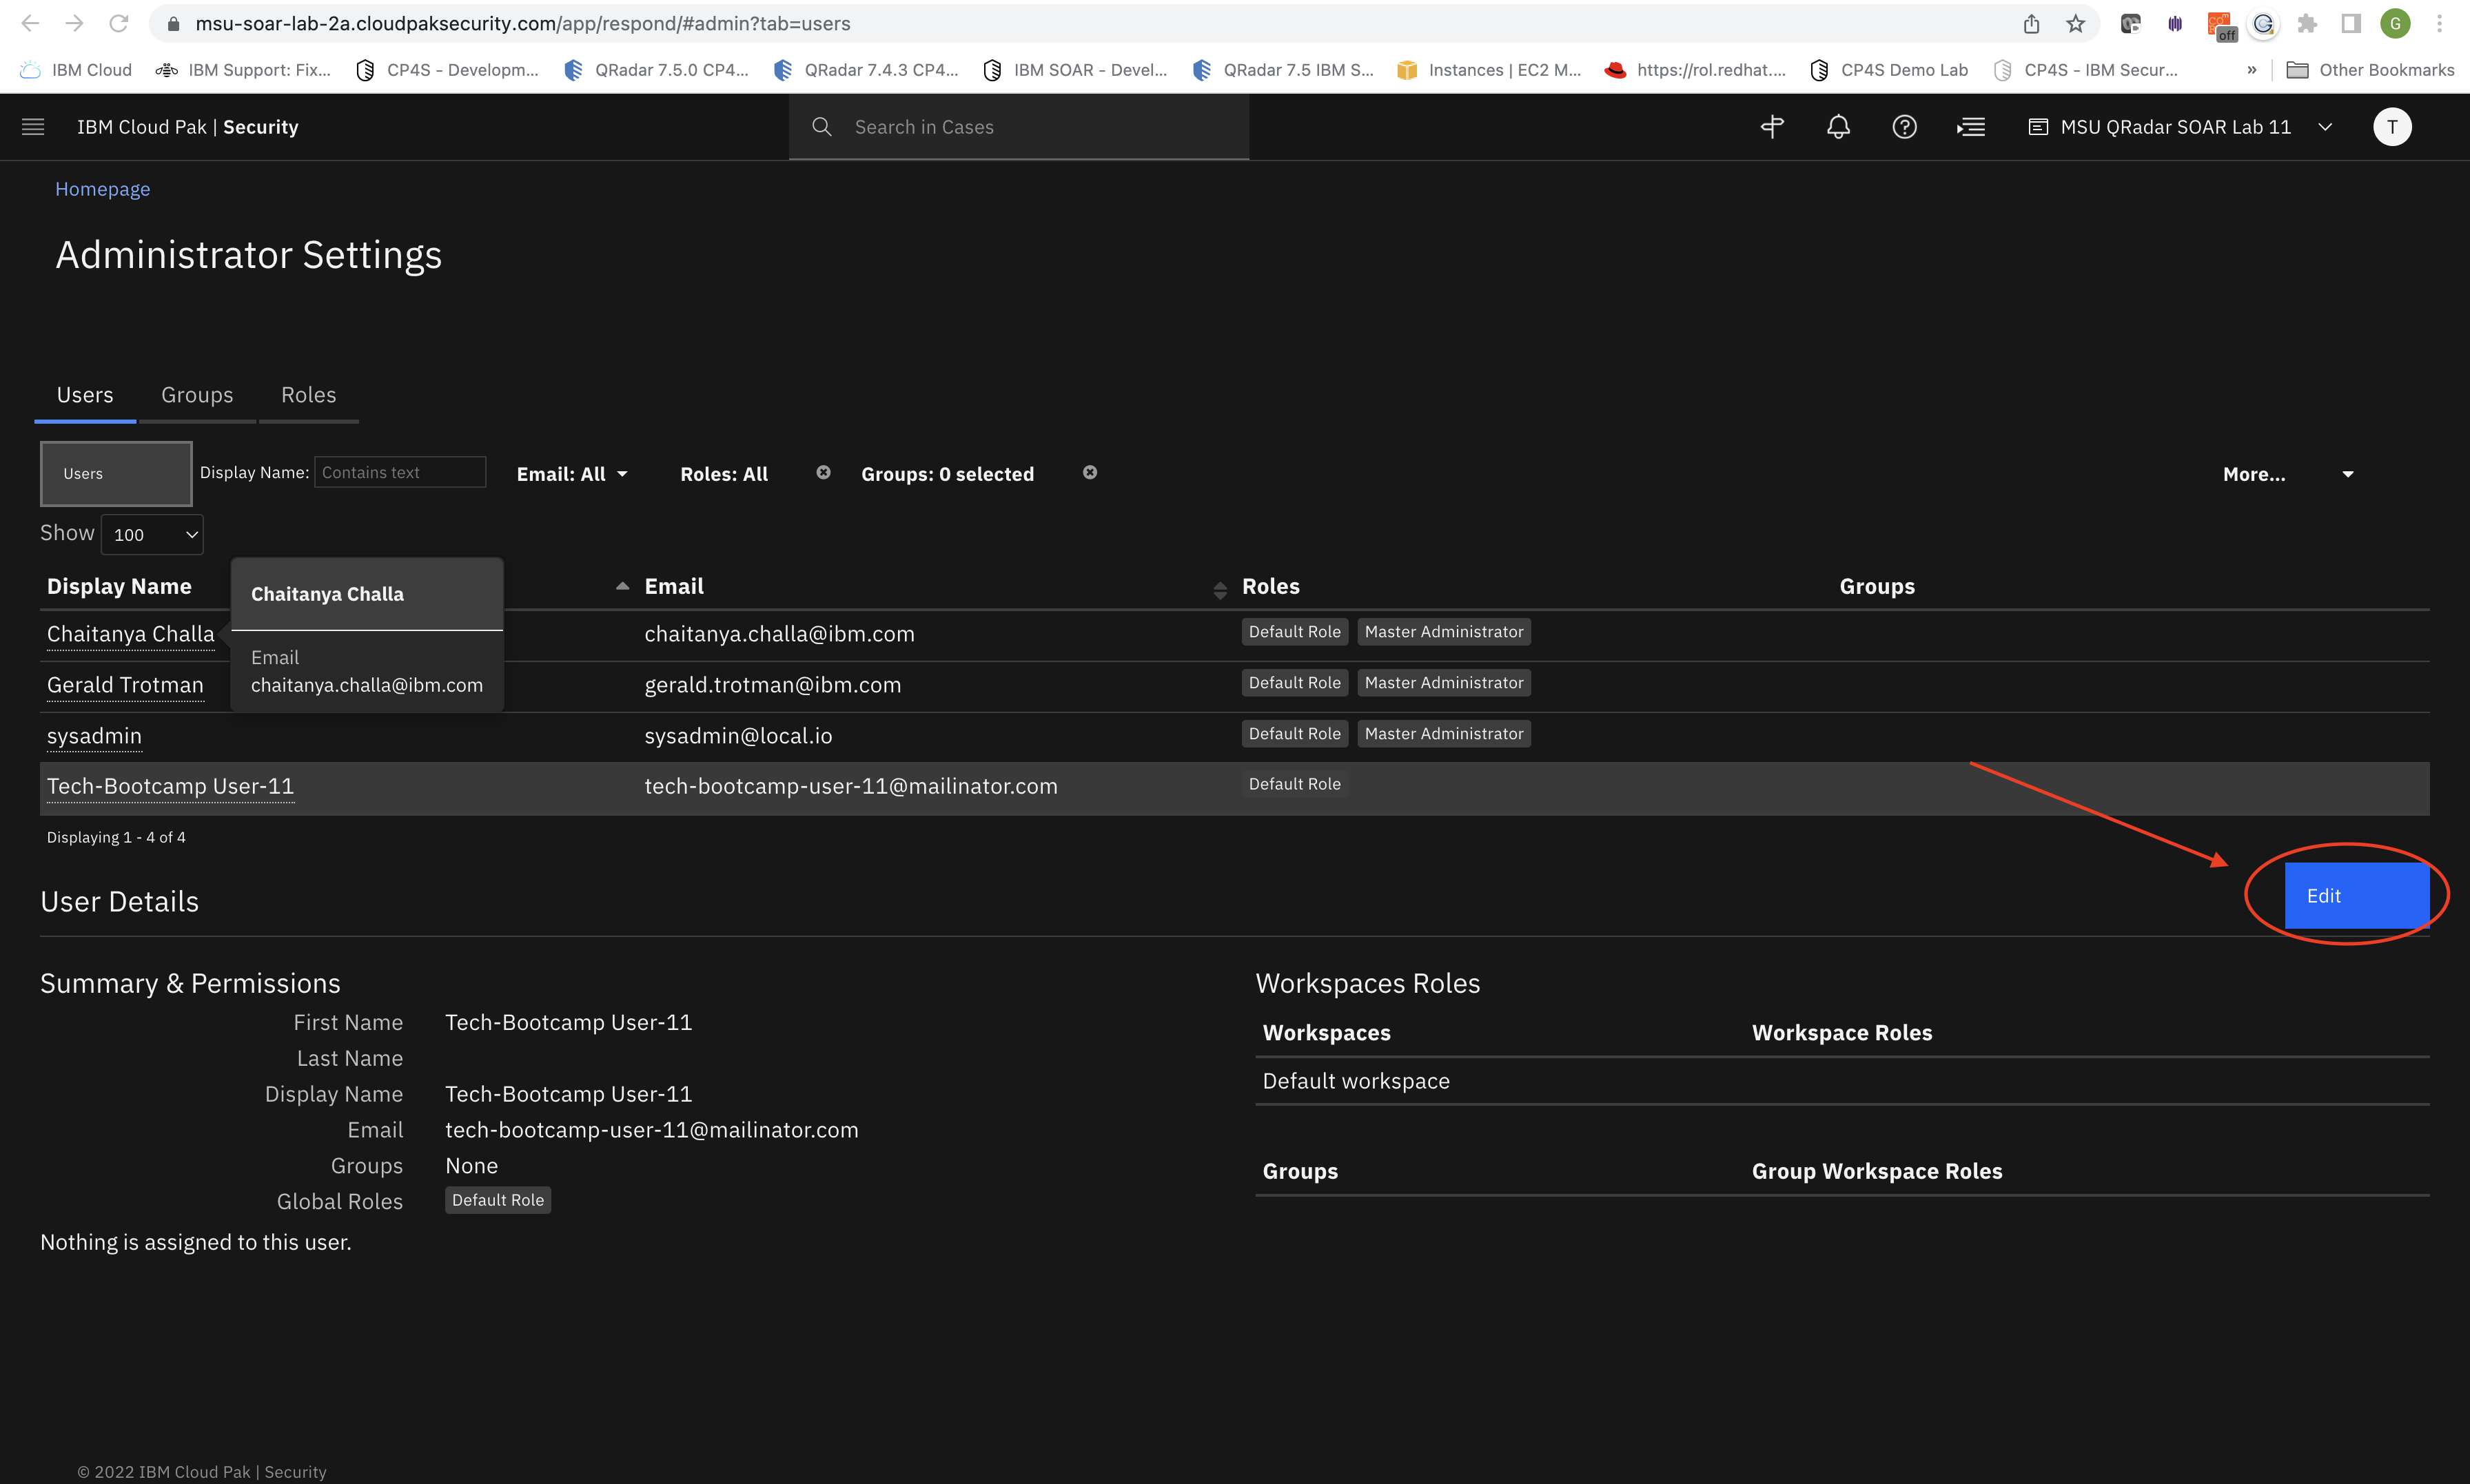 msu-soar-lab-2a.cloudpaksecurity.com/app/respond/#admin?tab=users
off
G
IBM Cloud
IBM Support: Fix...
CP4S - Developm...
QRadar 7.5.0 CP4...
QRadar 7.4.3 CP4...
IBM SOAR - Devel...
QRadar 7.5 IBM S...
Instances | EC2 M...
https://rol.redhat....
CP4S Demo Lab
CP4S - IBM Secur...
»
Other Bookmarks
IBM Cloud Pak | Security
Search in Cases
MSU QRadar SOAR Lab 11
T
Homepage
Administrator Settings
Users Groups Roles
Users
Display Name: Contains text
Email: All
Roles: All
Groups: 0 selected
More...
Show 100
Display Name Email Roles Groups
Chaitanya Challa chaitanya.challa@ibm.com Default Role Master Administrator
Chaitanya Challa
Email
chaitanya.challa@ibm.com
Gerald Trotman gerald.trotman@ibm.com Default Role Master Administrator
sysadmin sysadmin@local.io Default Role Master Administrator
Tech-Bootcamp User-11 tech-bootcamp-user-11@mailinator.com Default Role
Displaying 1 - 4 of 4
User Details
Edit
Summary & Permissions
First Name Tech-Bootcamp User-11
Last Name
Display Name Tech-Bootcamp User-11
Email tech-bootcamp-user-11@mailinator.com
Groups None
Global Roles Default Role
Nothing is assigned to this user.
Workspaces Roles
Workspaces Workspace Roles
Default workspace
Groups Group Workspace Roles
© 2022 IBM Cloud Pak | Security